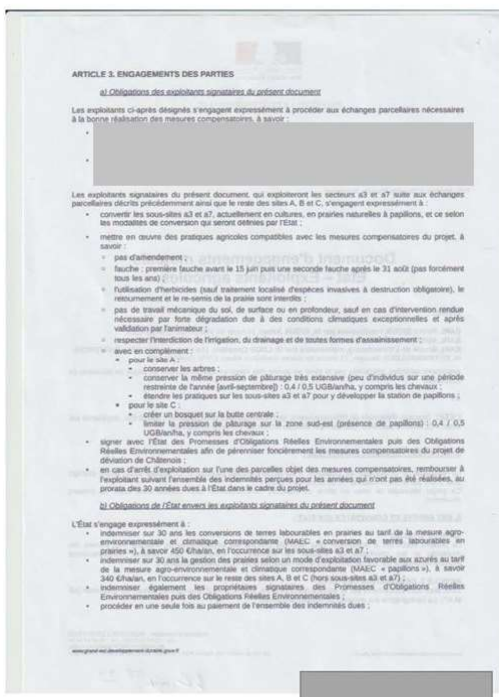 ARTICLE 3. ENGAGEMENTS DES PARTIES
a) Obligations des exploitants signataires du présent document
Les exploitants ci-après désignés s'engagent expressément à procéder aux échanges parcellaires nécessaires
à la bonne réalisation des mesures compensatoires, à savoir :
Les exploitants signataires du présent document, qui exploiteront les secteurs a3 et a7 suite aux échanges
parcellaires décrits précédemment ainsi que le reste des sites A, B et C, s'engagent expressément à :
• convertir les sous-sites a3 et a7, actuellement en cultures, en prairies naturelles à papillons, et ce selon
les modalités de conversion qui seront définies par l'État ;
• mettre en œuvre des pratiques agricoles compatibles avec les mesures compensatoires du projet, à
savoir :
pas d'amendement ;
fauche : première fauche avant le 15 juin puis une seconde fauche après le 31 août (pas forcément
tous les ans) ;
l'utilisation d'herbicides (sauf traitement localisé d'espèces invasives à destruction obligatoire), le
retournement et le re-semis de la prairie sont interdits ;
pas de travail mécanique du sol, de surface ou en profondeur, sauf en cas d'intervention rendue
nécessaire par forte dégradation due à des conditions climatiques exceptionnelles et après
validation par l'animateur ;
respecter l'interdiction de l'irrigation, du drainage et de toutes formes d'assainissement ;
avec en complément :
• pour le site A :
- conserver les arbres ;
- conserver la même pression de pâturage très extensive (peu d'individus sur une période
restreinte de l'année [avril-septembre]) : 0,4 / 0,5 UGB/an/ha, y compris les chevaux ;
- étendre les pratiques sur les sous-sites a3 et a7 pour y développer la station de papillons ;
• pour le site C :
- créer un bosquet sur la butte centrale ;
- limiter la pression de pâturage sur la zone sud-est (présence de papillons) : 0,4 / 0,5
UGB/an/ha, y compris les chevaux ;
• signer avec l'État des Promesses d'Obligations Réelles Environnementales puis des Obligations
Réelles Environnementales afin de pérenniser foncièrement les mesures compensatoires du projet de
déviation de Châtenois ;
• en cas d'arrêt d'exploitation sur l'une des parcelles objet des mesures compensatoires, rembourser à
l'exploitant suivant l'ensemble des indemnités perçues pour les années qui n'ont pas été réalisées, au
prorata des 30 années dues à l'État dans le cadre du projet.
b) Obligations de l'État envers les exploitants signataires du présent document
L'État s'engage expressément à :
• indemniser sur 30 ans les conversions de terres labourables en prairies au tarif de la mesure agro-
environnementale et climatique correspondante (MAEC « conversion de terres labourables en
prairies »), à savoir 450 €/ha/an, en l'occurrence sur les sous-sites a3 et a7 ;
• indemniser sur 30 ans la gestion des prairies selon un mode d'exploitation favorable aux azurés au tarif
de la mesure agro-environnementale et climatique correspondante (MAEC « papillons »), à savoir
340 €/ha/an, en l'occurrence sur le reste des sites A, B et C (hors sous-sites a3 et a7) ;
• indemniser également les propriétaires signataires des Promesses d'Obligations Réelles
Environnementales puis des Obligations Réelles Environnementales ;
• procéder en une seule fois au paiement de l'ensemble des indemnités dues ;
www.grand-est.developpement-durable.gouv.fr